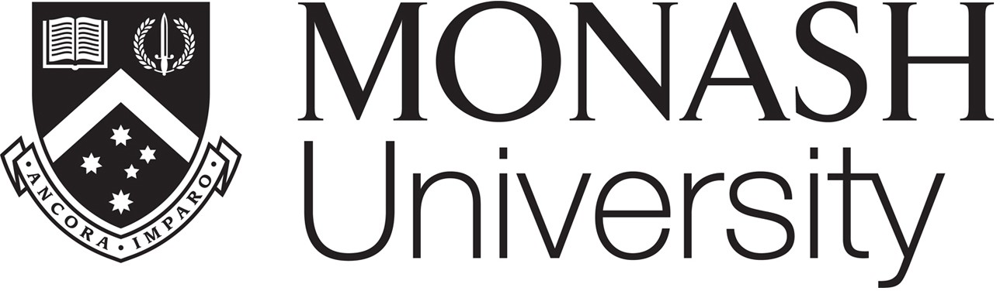 MONASH
University
· ANCORA · IMPARO ·